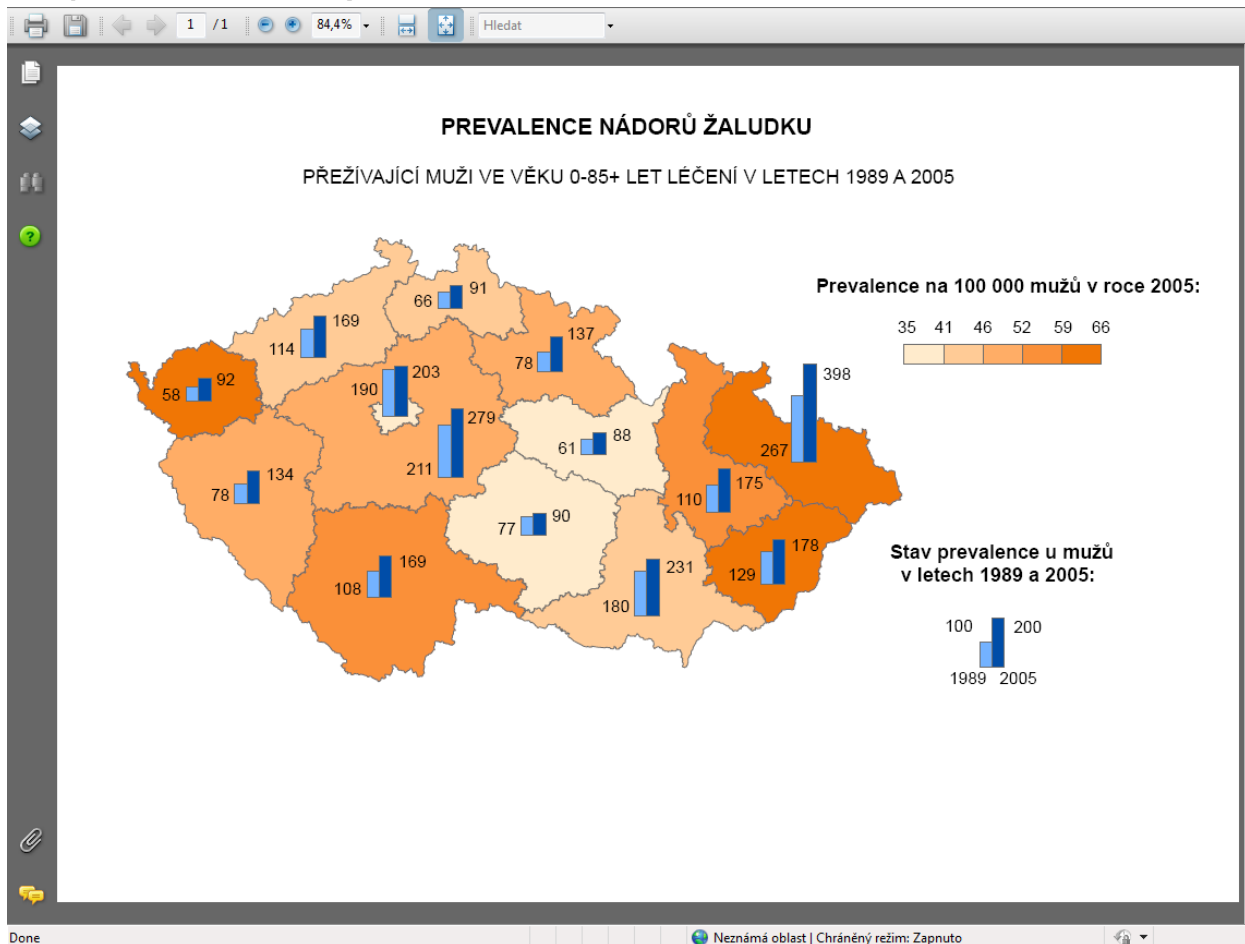 1 /1 84,4% Hledat
PREVALENCE NÁDORŮ ŽALUDKU
PŘEŽÍVAJÍCÍ MUŽI VE VĚKU 0-85+ LET LÉČENÍ V LETECH 1989 A 2005
Prevalence na 100 000 mužů v roce 2005:
35 41 46 52 59 66
66 91
114 169
78 137
58 92
190 203
211 279
61 88
267 398
78 134
110 175
77 90
108 169
180 231
129 178
Stav prevalence u mužů
v letech 1989 a 2005:
100 200
1989 2005
Done Neznámá oblast | Chráněný režim: Zapnuto